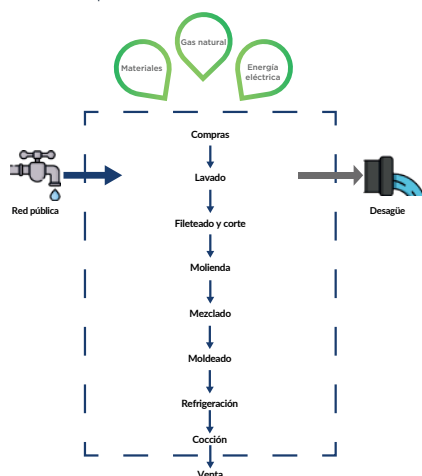 Gas natural
Materiales
Energía
eléctrica
Compras
Lavado
Red pública
Desagüe
Fileteado y corte
Molienda
Mezclado
Moldeado
Refrigeración
Cocción
Venta